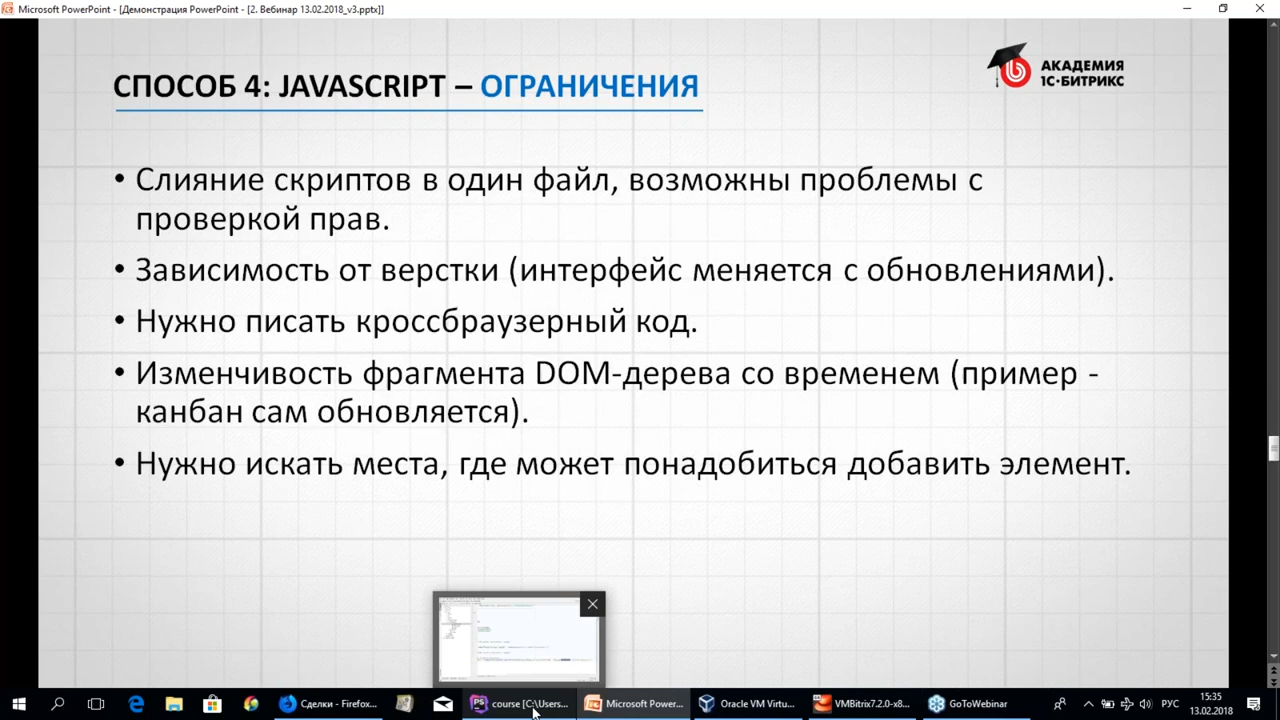 Microsoft PowerPoint - [Демонстрация PowerPoint - [2. Вебинар 13.02.2018_v3.pptx]]
СПОСОБ 4: JAVASCRIPT – ОГРАНИЧЕНИЯ
АКАДЕМИЯ
1С-БИТРИКС
• Слияние скриптов в один файл, возможны проблемы с
проверкой прав.
• Зависимость от верстки (интерфейс меняется с обновлениями).
• Нужно писать кроссбраузерный код.
• Изменчивость фрагмента DOM-дерева со временем (пример -
канбан сам обновляется).
• Нужно искать места, где может понадобиться добавить элемент.
Сделки - Firefox...
course [C:\Users...
Microsoft Power...
Oracle VM Virtu...
VMBitrix7.2.0-x8...
GoToWebinar
РУС
15:35
13.02.2018